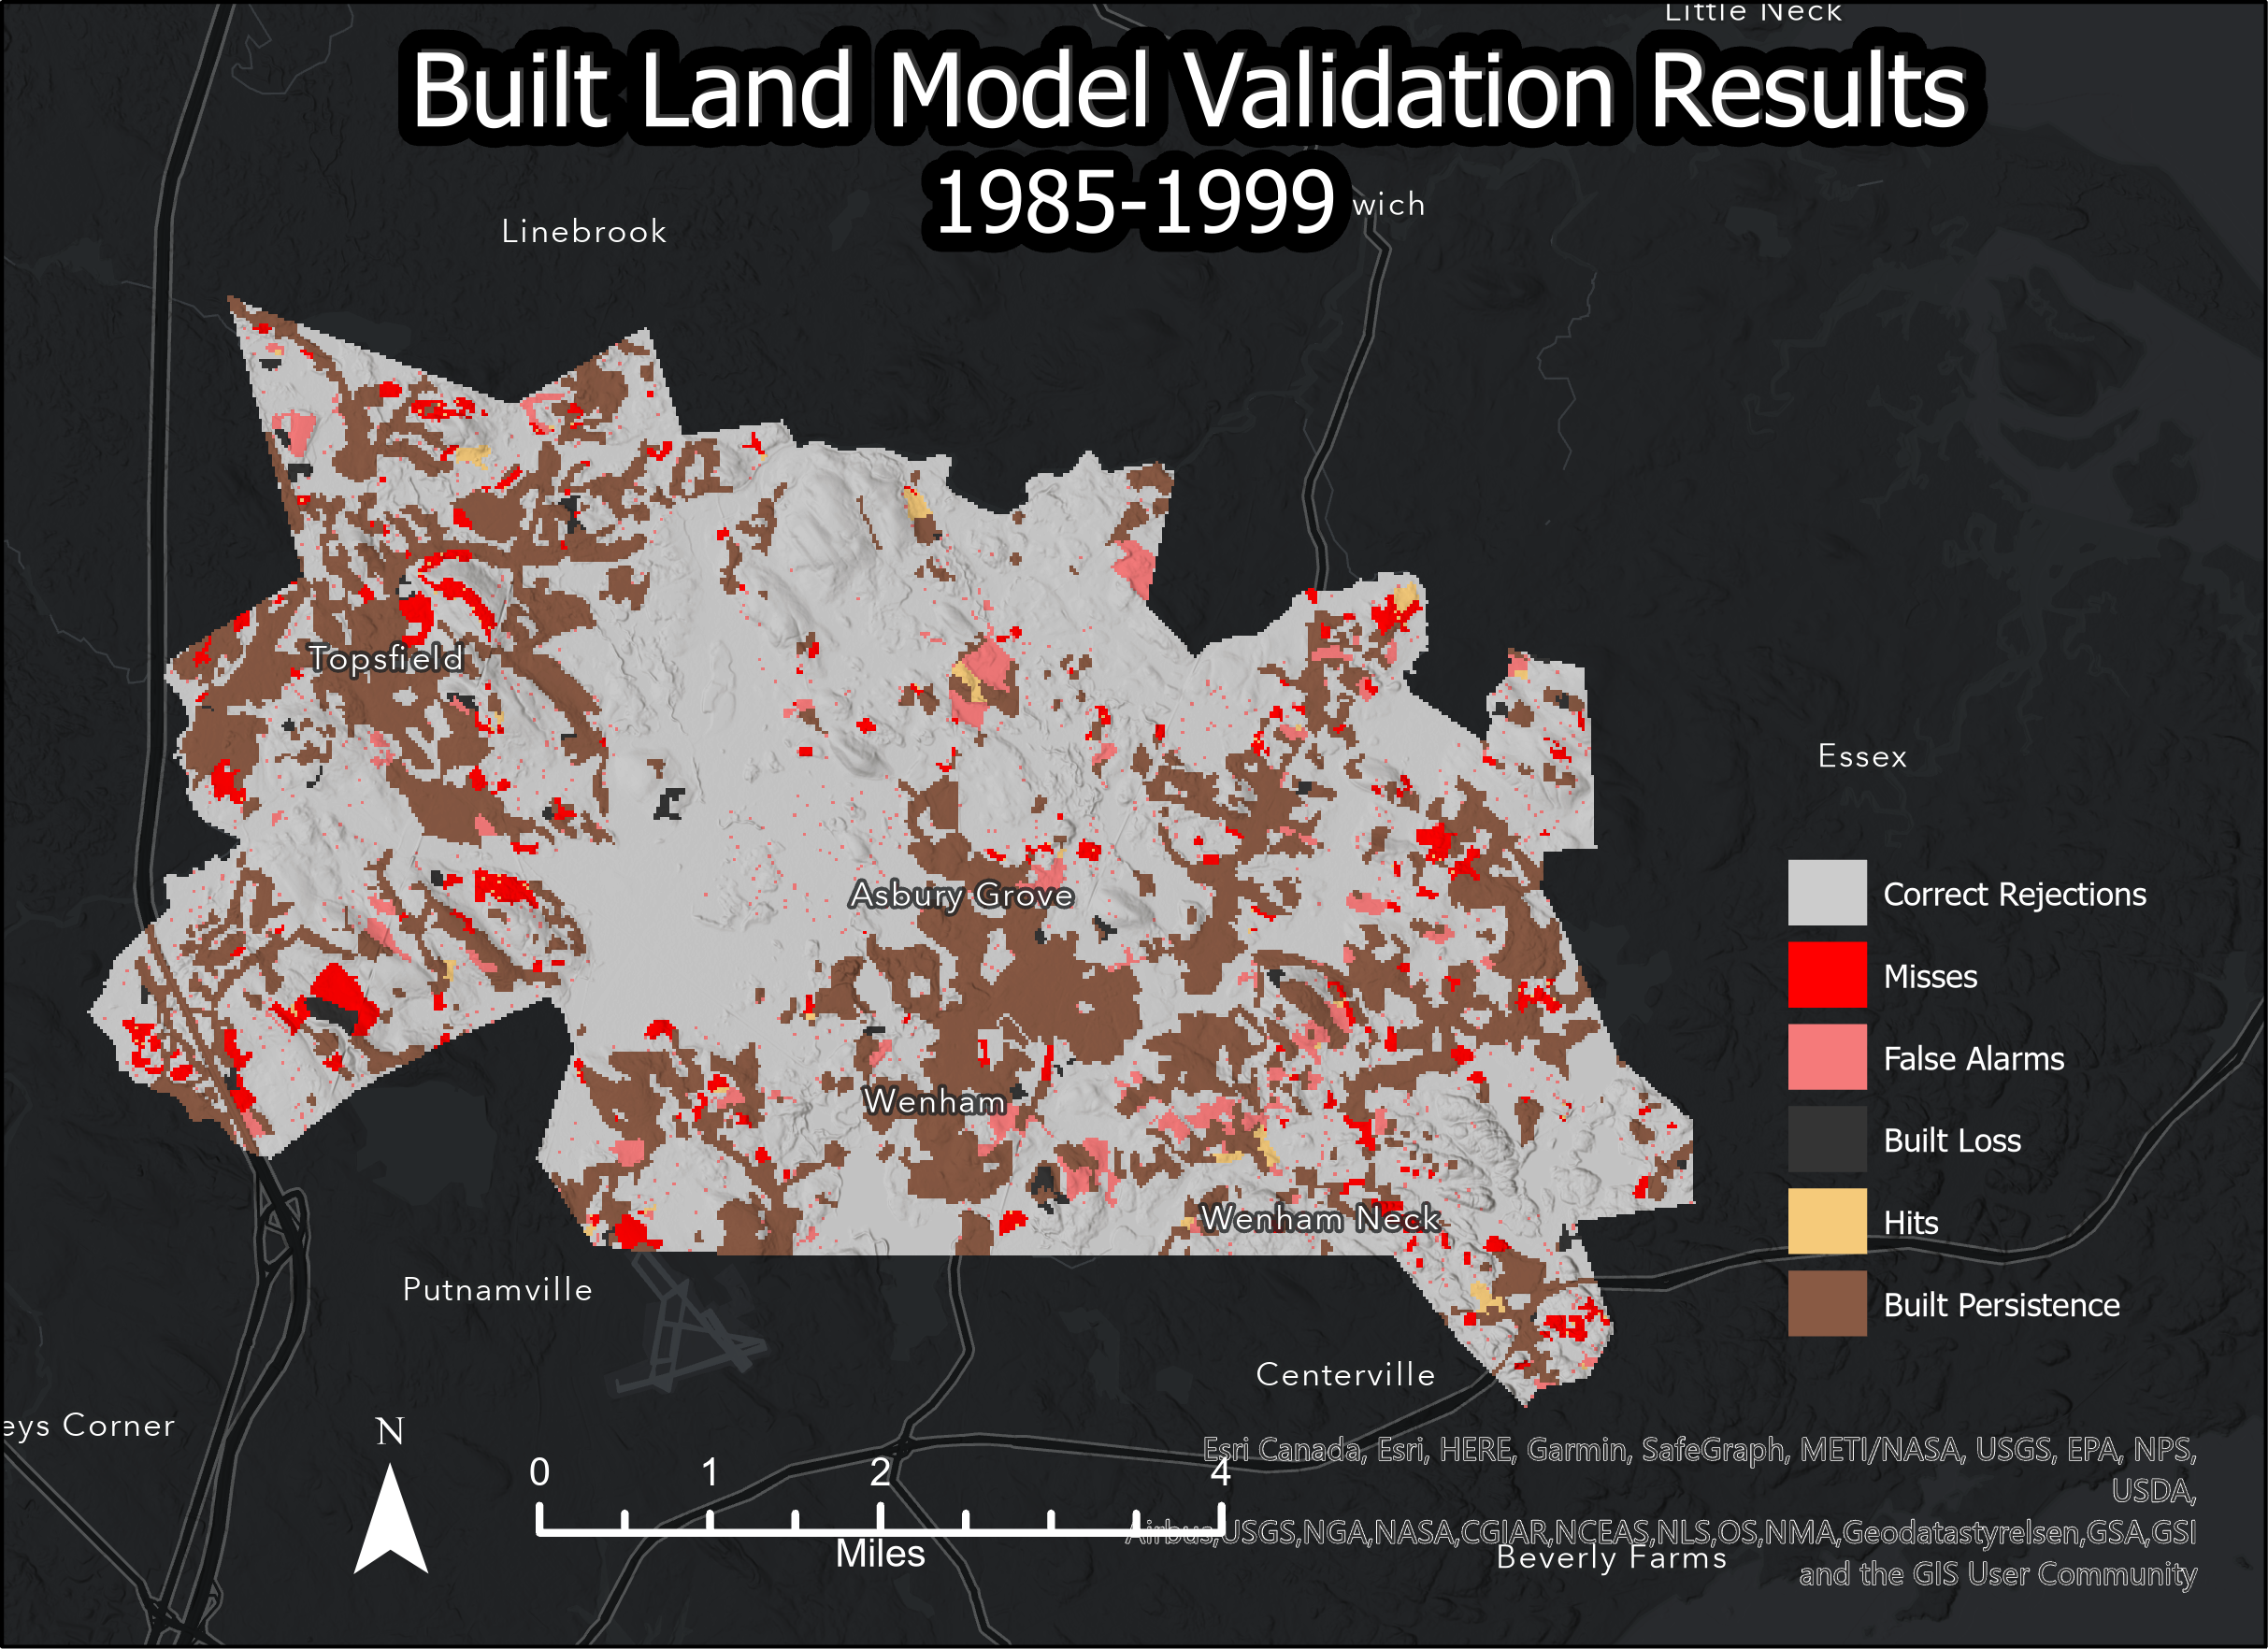 Little Neck
Built Land Model Validation Results
1985-1999
wich
Linebrook
Topsfield
Essex
Asbury Grove
Wenham
Wenham Neck
Putnamville
Centerville
eys Corner
Beverly Farms
Correct Rejections
Misses
False Alarms
Built Loss
Hits
Built Persistence
N
0 1 2 4
Miles
Esri Canada, Esri, HERE, Garmin, SafeGraph, METI/NASA, USGS, EPA, NPS,
USDA,
Airbus,USGS,NGA,NASA,CGIAR,NCEAS,NLS,OS,NMA,Geodatastyrelsen,GSA,GSI
and the GIS User Community